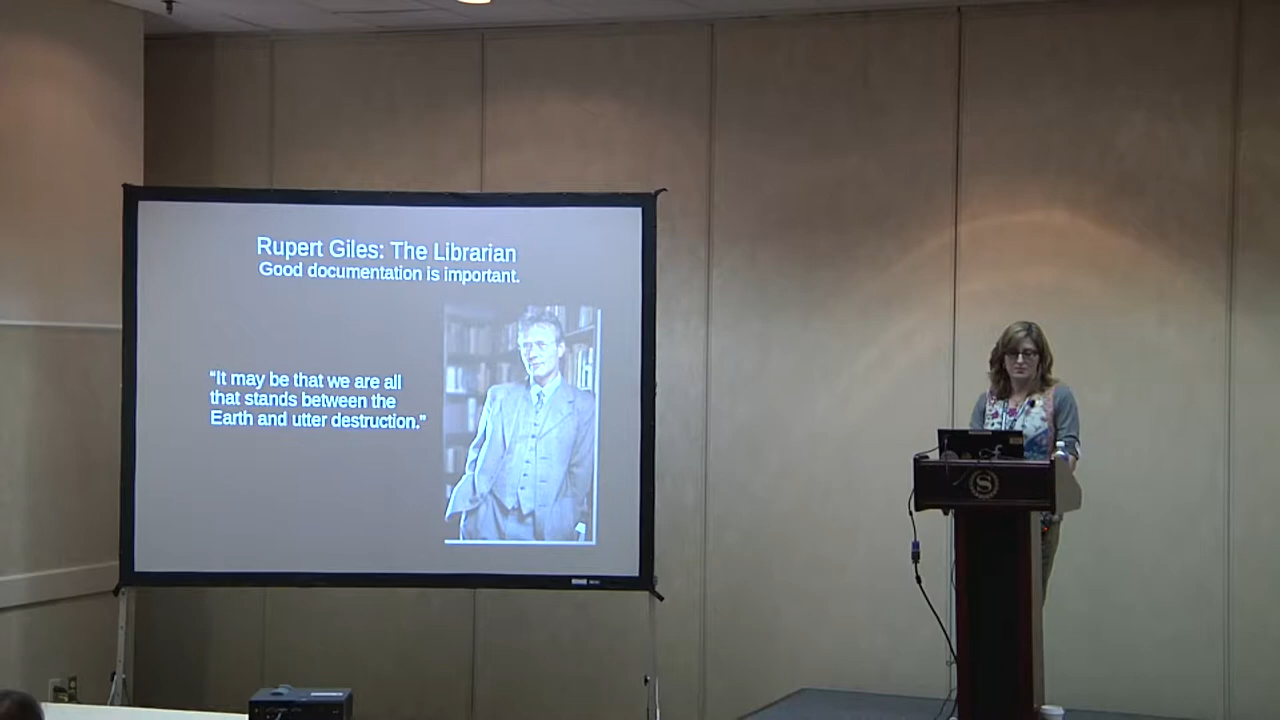 Rupert Giles: The Librarian
Good documentation is important.
"It may be that we are all
that stands between the
Earth and utter destruction."
S